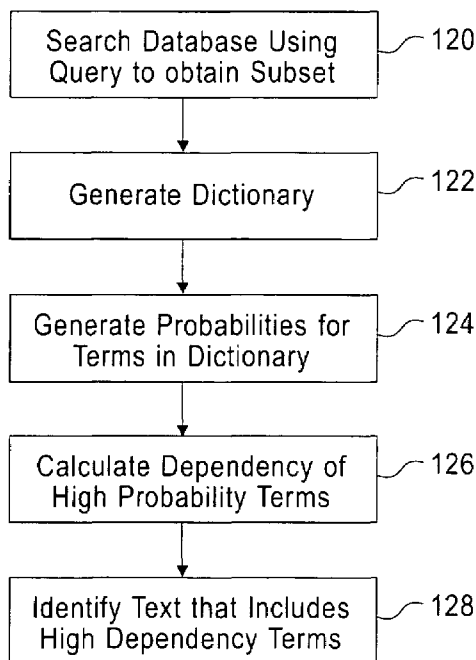 Search Database Using
Query to obtain Subset
120
Generate Dictionary
122
Generate Probabilities for
Terms in Dictionary
124
Calculate Dependency of
High Probability Terms
126
Identify Text that Includes
High Dependency Terms
128